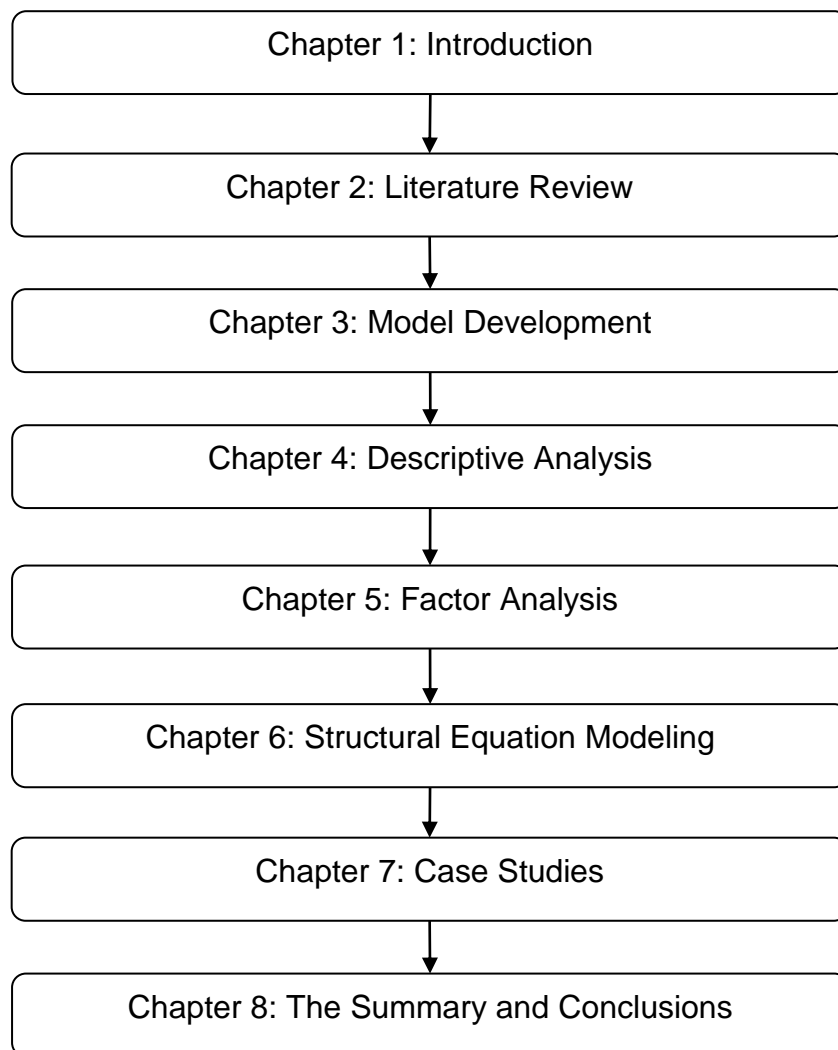 Chapter 1: Introduction
Chapter 2: Literature Review
Chapter 3: Model Development
Chapter 4: Descriptive Analysis
Chapter 5: Factor Analysis
Chapter 6: Structural Equation Modeling
Chapter 7: Case Studies
Chapter 8: The Summary and Conclusions